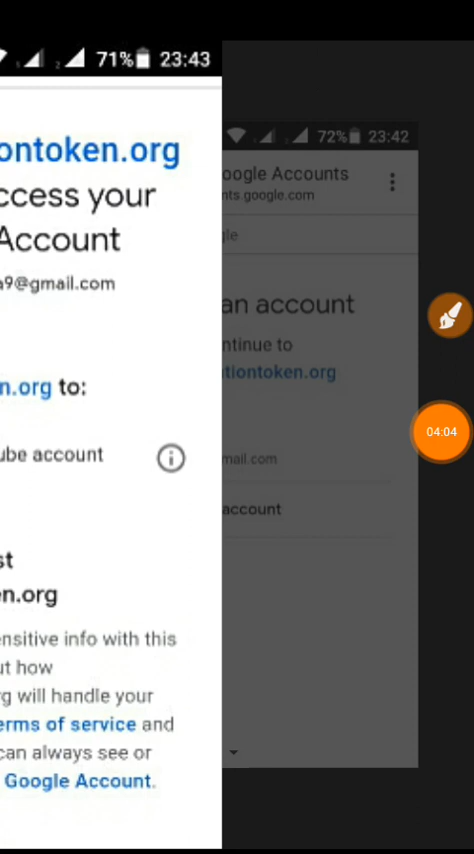 71% 23:43
ontoken.org
ccess your
Account
a9@gmail.com
n.org to:
ube account
st
en.org
ensitive info with this
ut how
rg will handle your
erms of service and
can always see or
Google Account.
72% 23:42
oogle Accounts
nts.google.com
gle
an account
ntinue to
tiontoken.org
mail.com
account
04:04